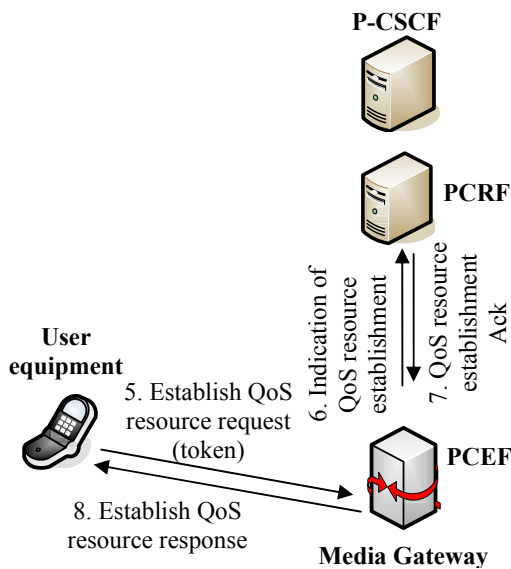 P-CSCF
PCRF
6. Indication of
QoS resource
establishment
7. QoS resource
establishment
Ack
User
equipment
5. Establish QoS
resource request
(token)
PCEF
8. Establish QoS
resource response
Media Gateway